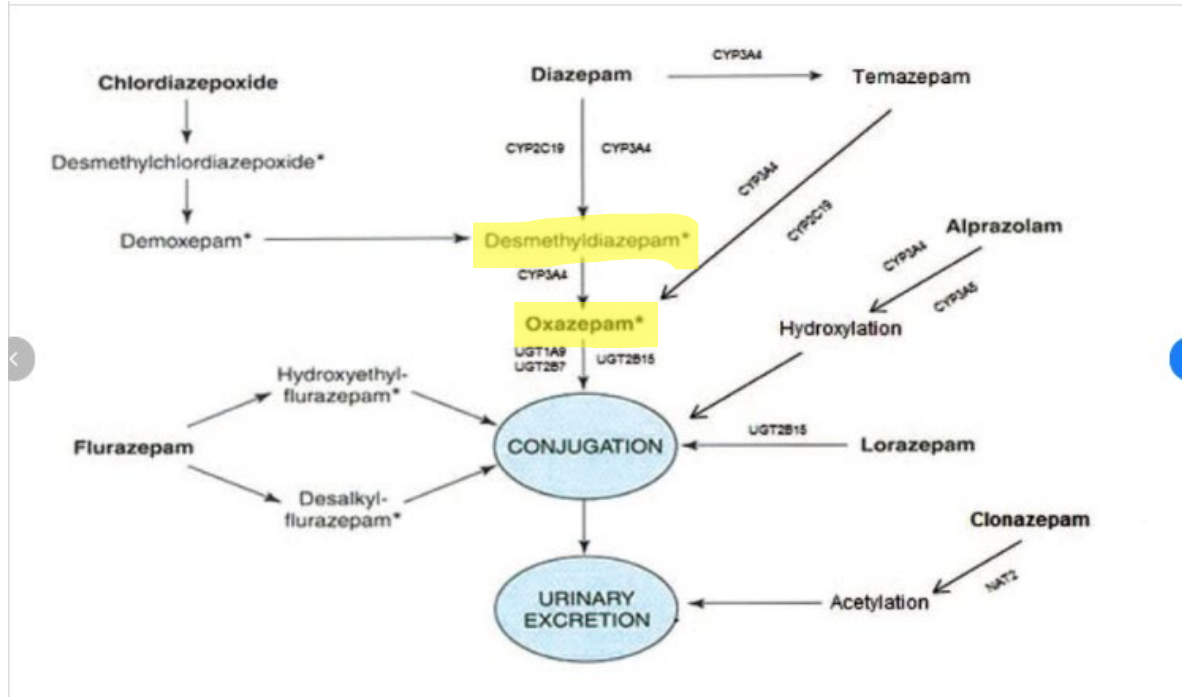 Chlordiazepoxide
Desmethylchlordiazepoxide*
Demoxepam*
Diazepam
CYP3A4
Temazepam
CYP2C19
CYP3A4
CYP3A4
CYP2C19
Desmethyldiazepam*
CYP3A4
Oxazepam*
UGT1A9
UGT2B7
UGT2B15
Alprazolam
CYP3A4
CYP3A5
Hydroxylation
Flurazepam
Hydroxyethyl-
flurazepam*
Desalkyl-
flurazepam*
CONJUGATION
UGT2B15
Lorazepam
Clonazepam
NAT2
Acetylation
URINARY
EXCRETION